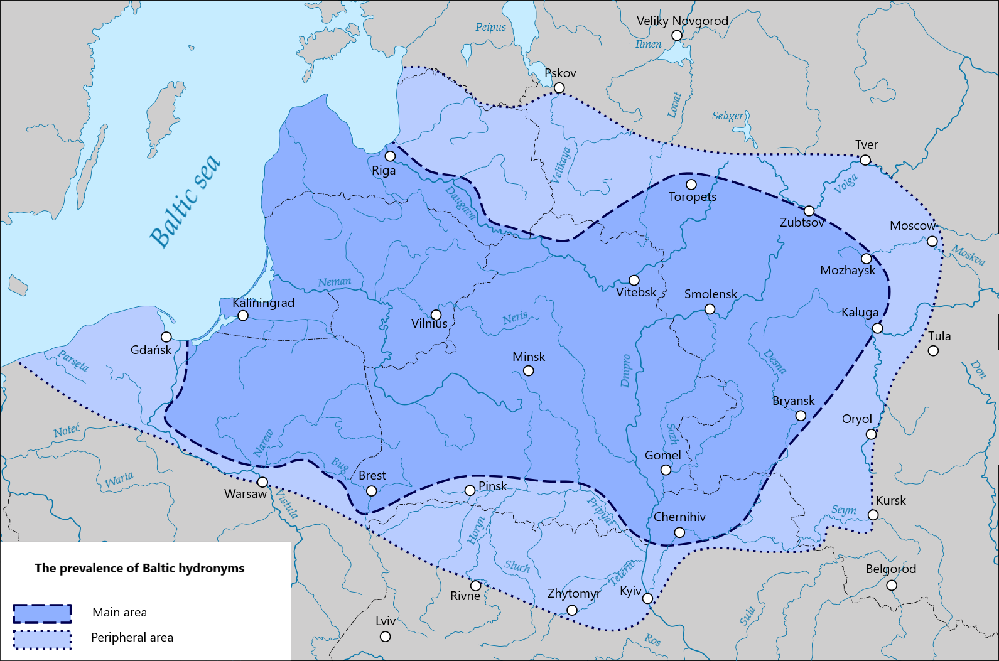 Veliky Novgorod
Peipus
Ilmen
Pskov
Lovat
Seliger
Tver
Velikaya
Riga
Baltic sea
Volga
Toropets
Daugava
Zubtsov
Moscow
Moskva
Mozhaysk
Neman
Vitebsk
Smolensk
Kaliningrad
Kaluga
Neris
Vilnius
Tula
Gdańsk
Parsęta
Minsk
Dnipro
Desna
Don
Bryansk
Oryol
Noteć
Narew
Sozh
Gomel
Bug
Warta
Brest
Pinsk
Warsaw
Vistula
Pripyat
Kursk
Seym
Chernihiv
Horyn
Sluch
Teteriv
Belgorod
Rivne
Zhytomyr
Kyiv
Sula
Lviv
Ros
The prevalence of Baltic hydronyms
Main area
Peripheral area